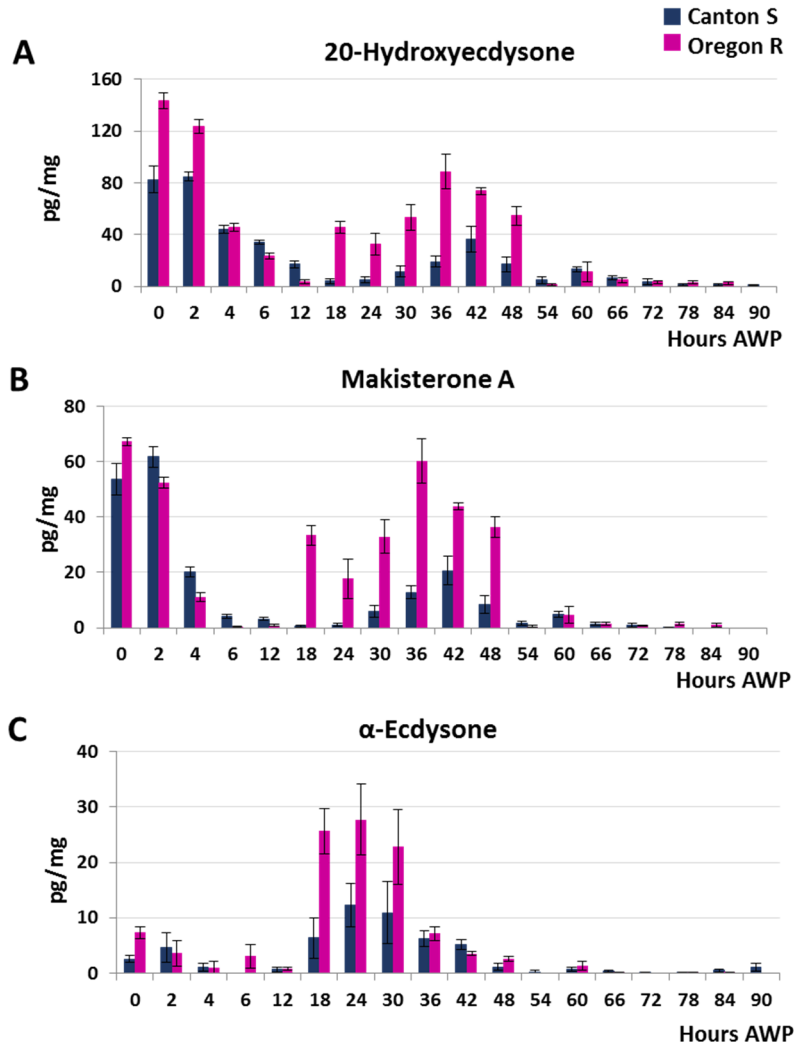 Canton S
Oregon R
A
20-Hydroxyecdysone
160
120
80
40
0
pg/mg
0 2 4 6 12 18 24 30 36 42 48 54 60 66 72 78 84 90
Hours AWP
B
Makisterone A
80
60
40
20
0
pg/mg
0 2 4 6 12 18 24 30 36 42 48 54 60 66 72 78 84 90
Hours AWP
C
α-Ecdysone
40
30
20
10
0
pg/mg
0 2 4 6 12 18 24 30 36 42 48 54 60 66 72 78 84 90
Hours AWP